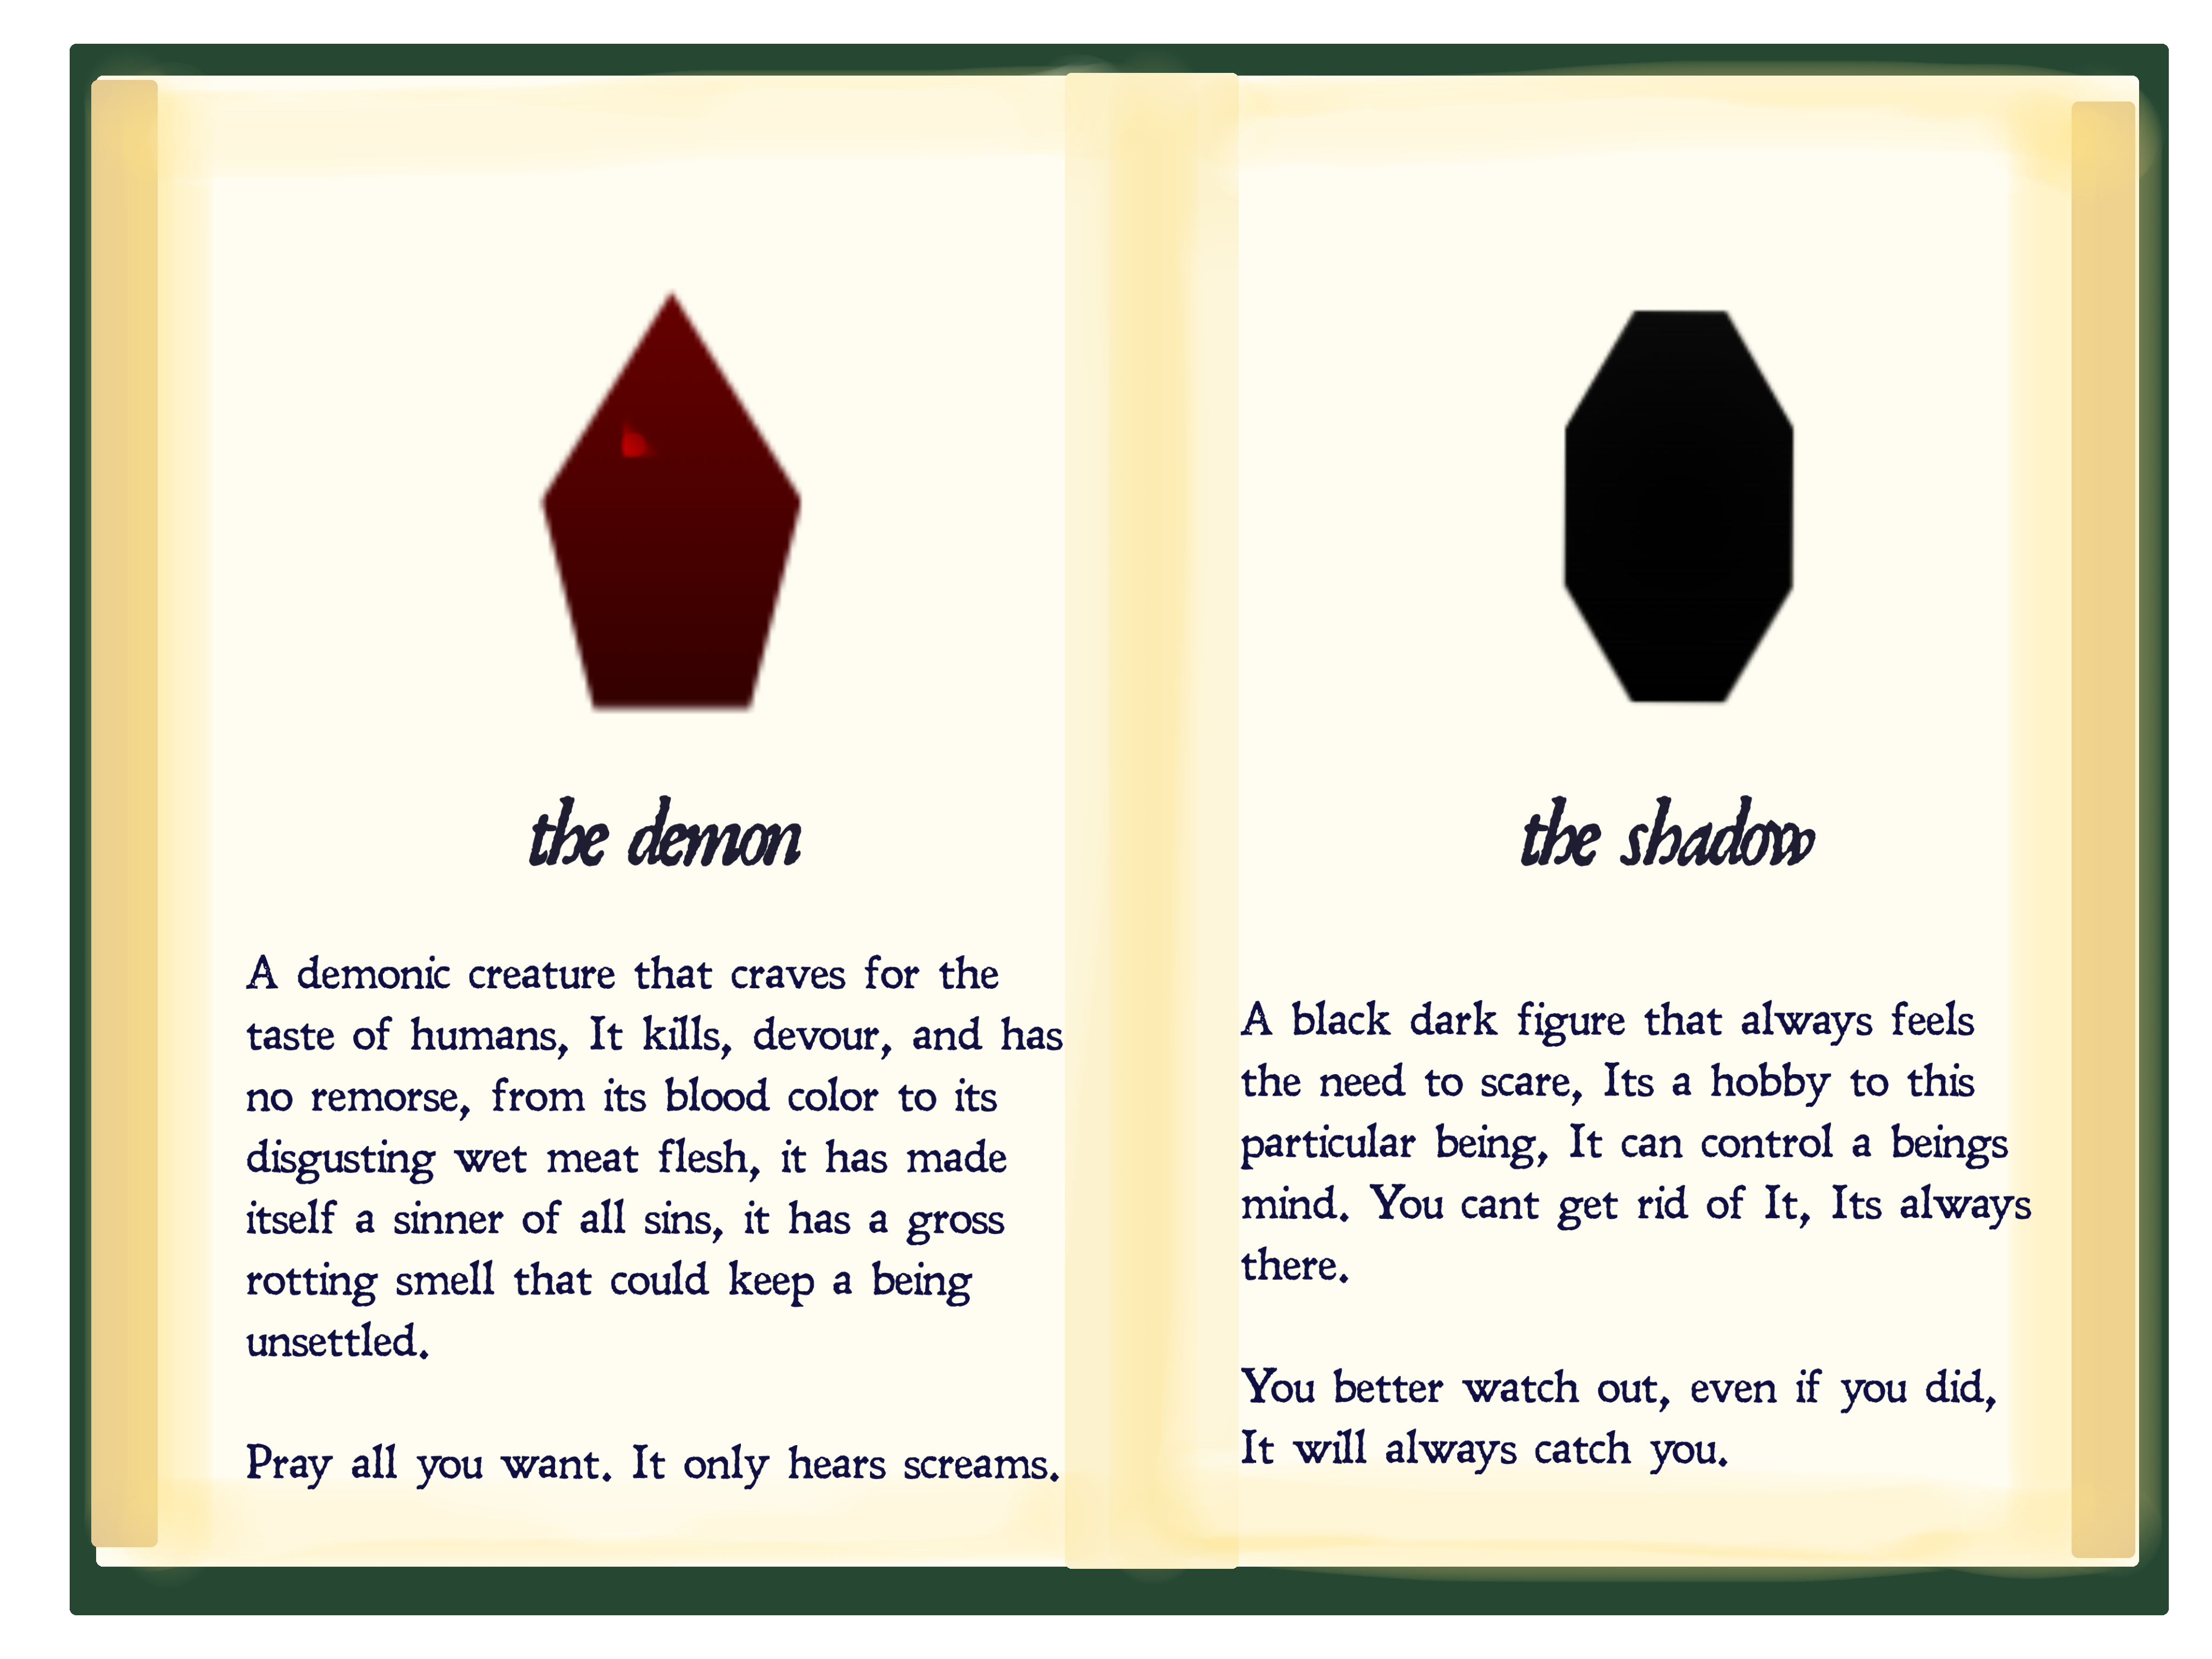 the demon
A demonic creature that craves for the
taste of humans, It kills, devour, and has
no remorse, from its blood color to its
disgusting wet meat flesh, it has made
itself a sinner of all sins, it has a gross
rotting smell that could keep a being
unsettled.
Pray all you want. It only hears screams.
the shadow
A black dark figure that always feels
the need to scare, Its a hobby to this
particular being, It can control a beings
mind. You cant get rid of It, Its always
there.
You better watch out, even if you did,
It will always catch you.